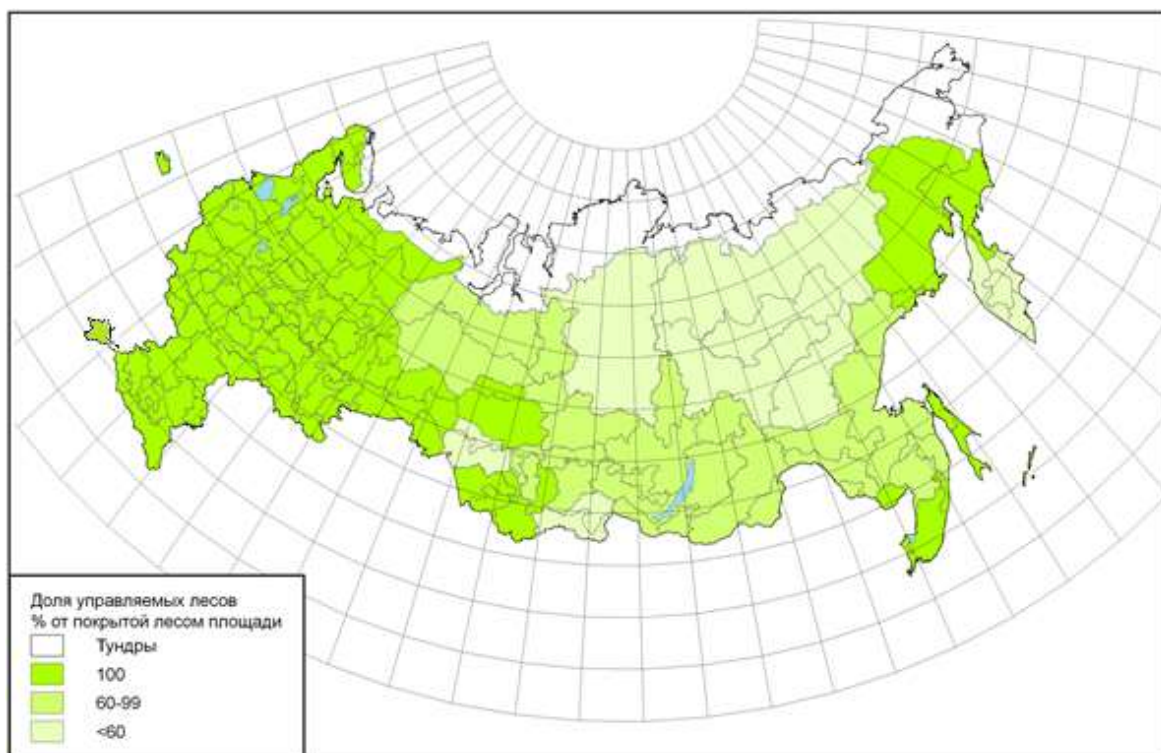 Доля управляемых лесов
% от покрытой лесом площади
Тундры
100
60-99
<60